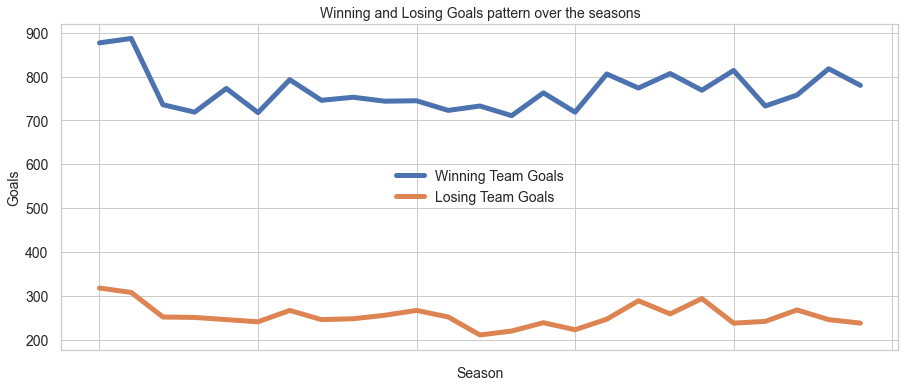 Winning and Losing Goals pattern over the seasons
900
800
700
600
500
400
300
200
Goals
Winning Team Goals
Losing Team Goals
Season